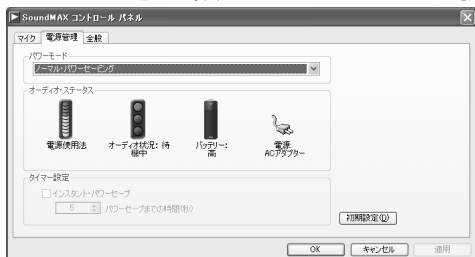 SoundMAX コントロール パネル
マイク 電源管理 全般
パワーモード
ノーマル・パワーセービング
オーディオ・ステータス
電源使用法
オーディオ状況: 待
機中
バッテリー:
高
電源:
ACアダプター
タイマー設定
インスタント・パワーセーブ
5 パワーセーブまでの時間(秒)
初期設定(D)
OK キャンセル 適用